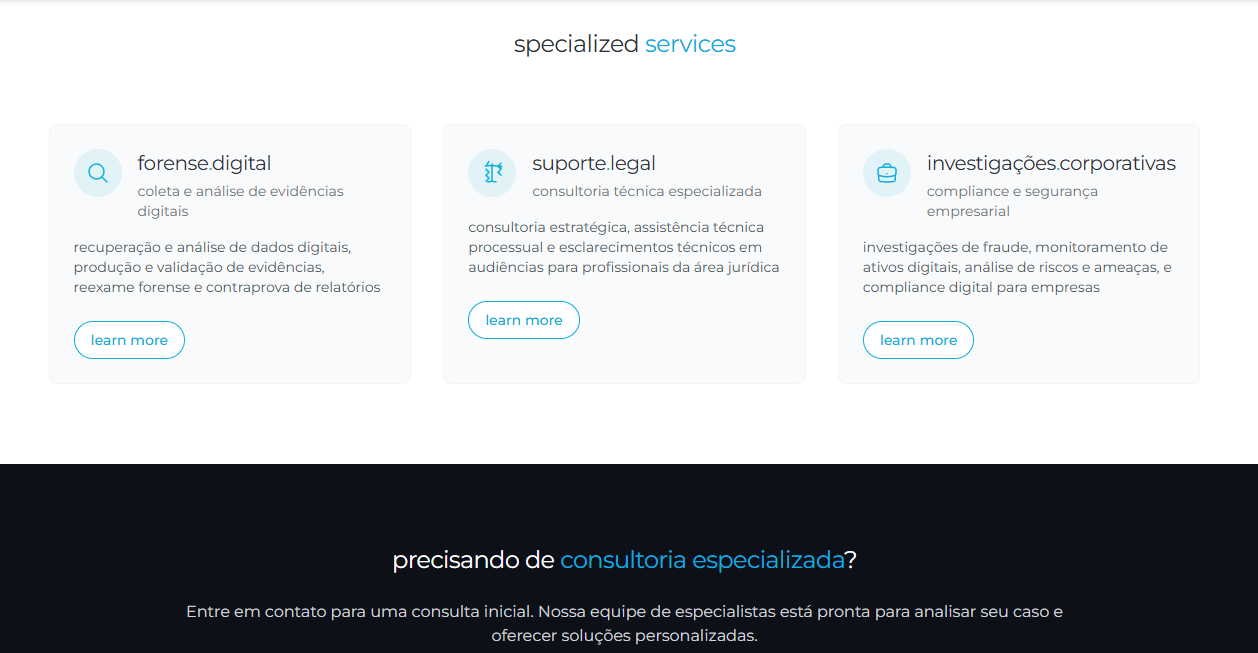 specialized services
forense.digital
coleta e análise de evidências
digitais
recuperação e análise de dados digitais,
produção e validação de evidências,
reexame forense e contraprova de relatórios
learn more
suporte.legal
consultoria técnica especializada
consultoria estratégica, assistência técnica
processual e esclarecimentos técnicos em
audiências para profissionais da área jurídica
learn more
investigações.corporativas
compliance e segurança
empresarial
investigações de fraude, monitoramento de
ativos digitais, análise de riscos e ameaças, e
compliance digital para empresas
learn more
precisando de consultoria especializada?
Entre em contato para uma consulta inicial. Nossa equipe de especialistas está pronta para analisar seu caso e
oferecer soluções personalizadas.